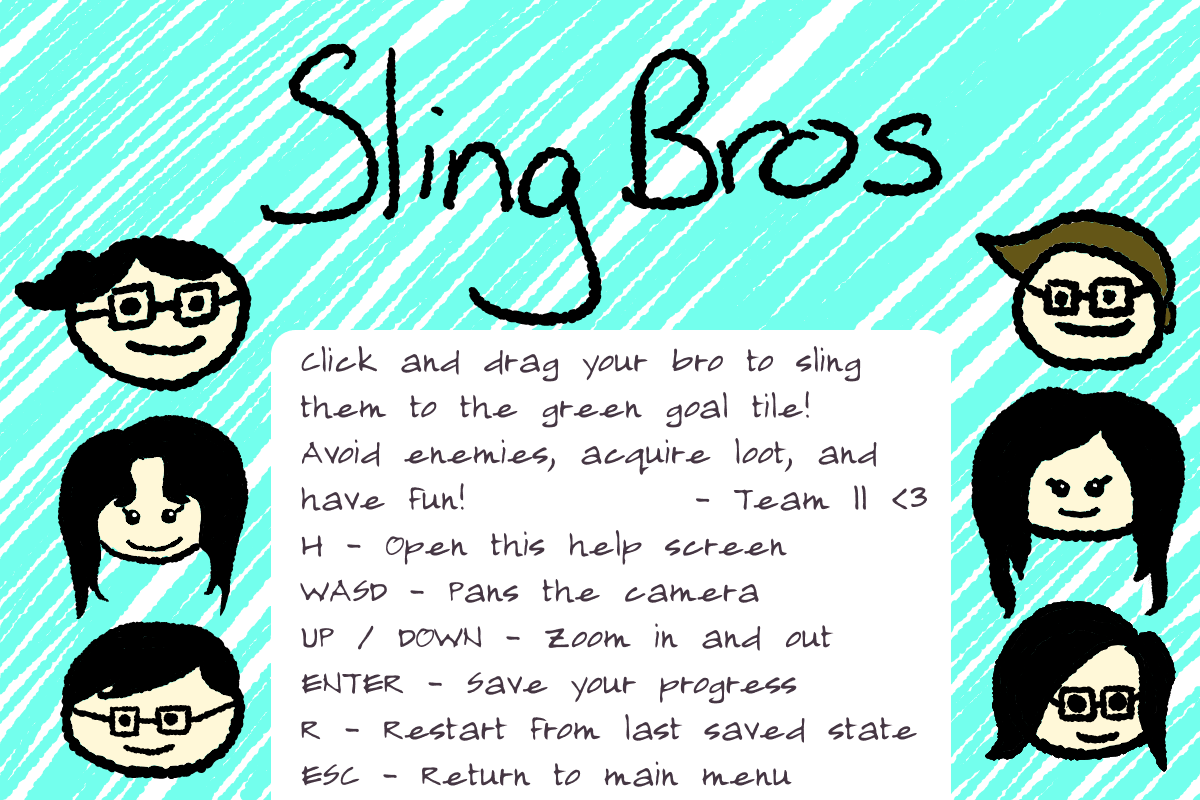 Sling Bros
Click and drag your bro to sling
them to the green goal tile!
Avoid enemies, acquire loot, and
have fun! - Team 11 <3
H - Open this help screen
WASD - Pans the camera
UP / DOWN - Zoom in and out
ENTER - Save your progress
R - Restart from last saved state
ESC - Return to main menu